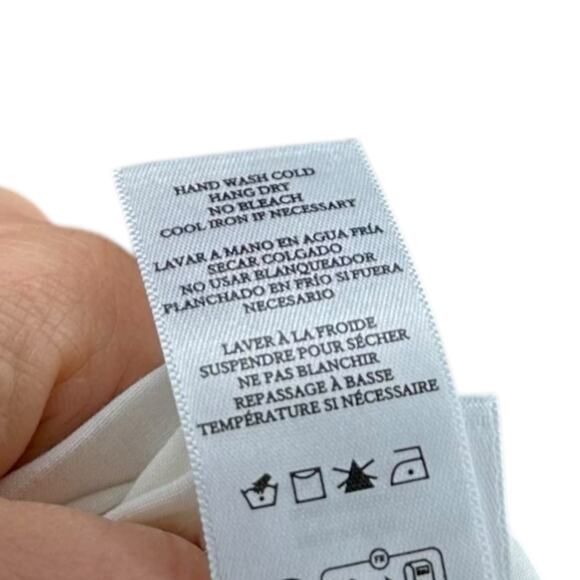 HAND WASH COLD
HANG DRY
NO BLEACH
COOL IRON IF NECESSARY
LAVAR A MANO EN AGUA FRÍA
SECAR COLGADO
NO USAR BLANQUEADOR
PLANCHADO EN FRÍO SI FUERA
NECESARIO
LAVER À LA FROIDE
SUSPENDRE POUR SÉCHER
NE PAS BLANCHIR
REPASSAGE À BASSE
TEMPÉRATURE SI NÉCESSAIRE
FR